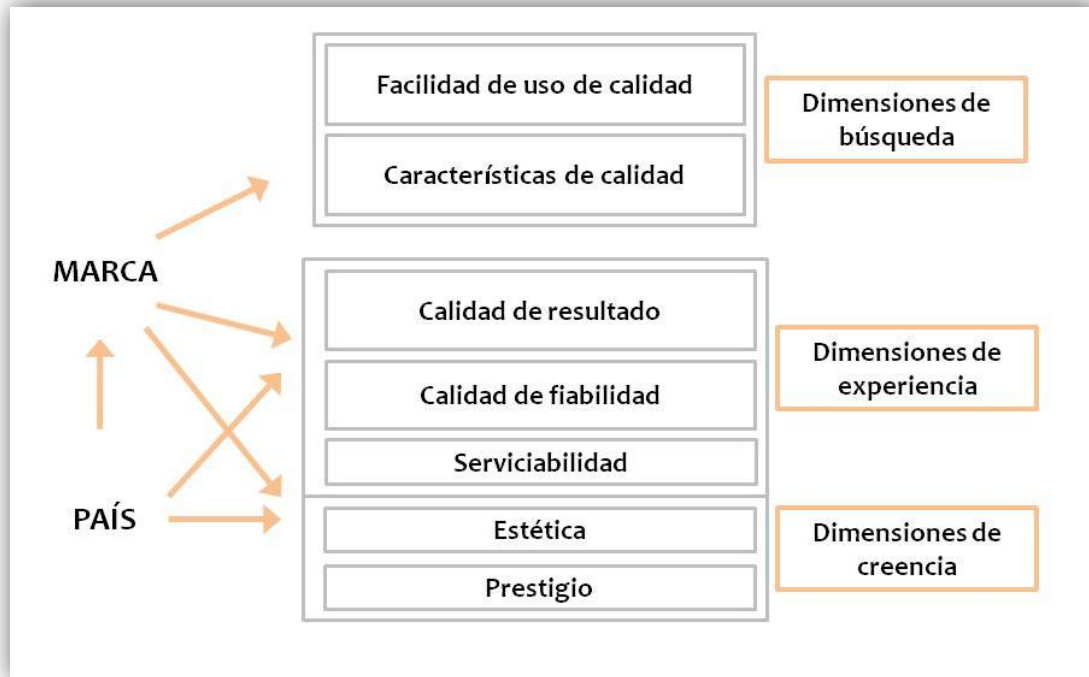 Facilidad de uso de calidad
Características de calidad
Dimensiones de
búsqueda
MARCA
Calidad de resultado
Calidad de fiabilidad
Serviciabilidad
Dimensiones de
experiencia
PAÍS
Estética
Prestigio
Dimensiones de
creencia